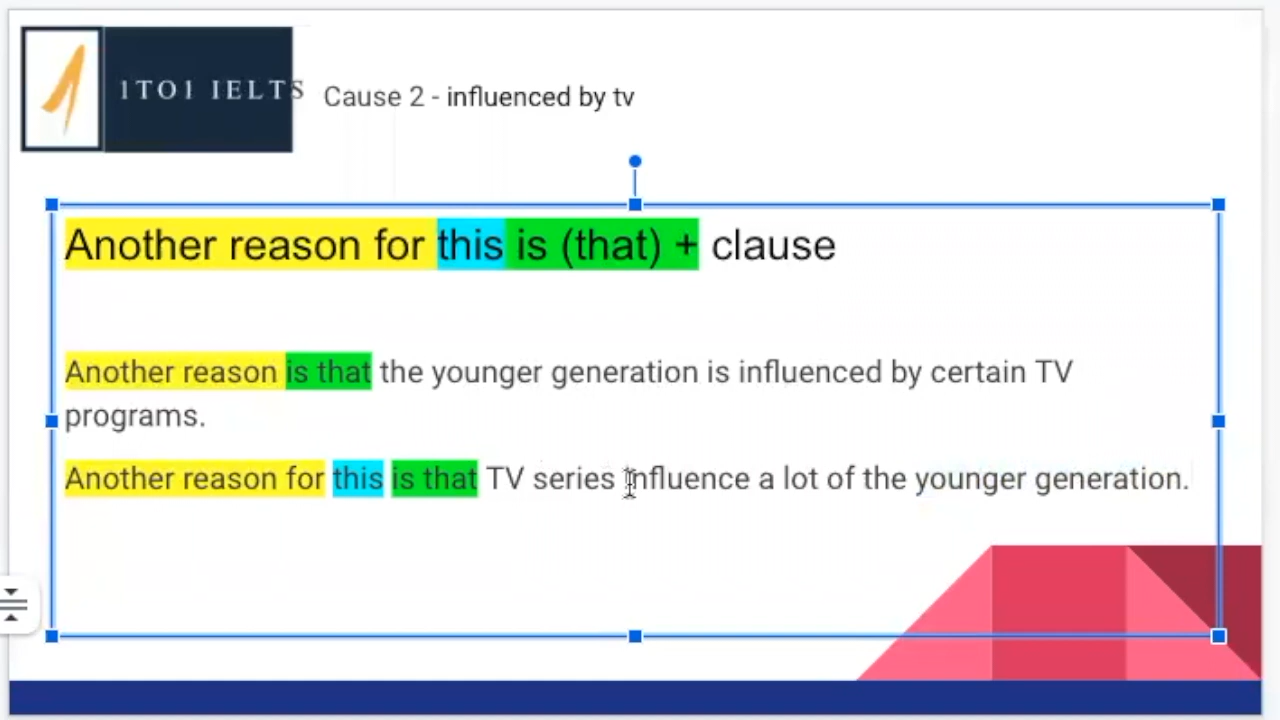 1TO1 IELTS
Cause 2 - influenced by tv
Another reason for this is (that) + clause
Another reason is that the younger generation is influenced by certain TV
programs.
Another reason for this is that TV series influence a lot of the younger generation.